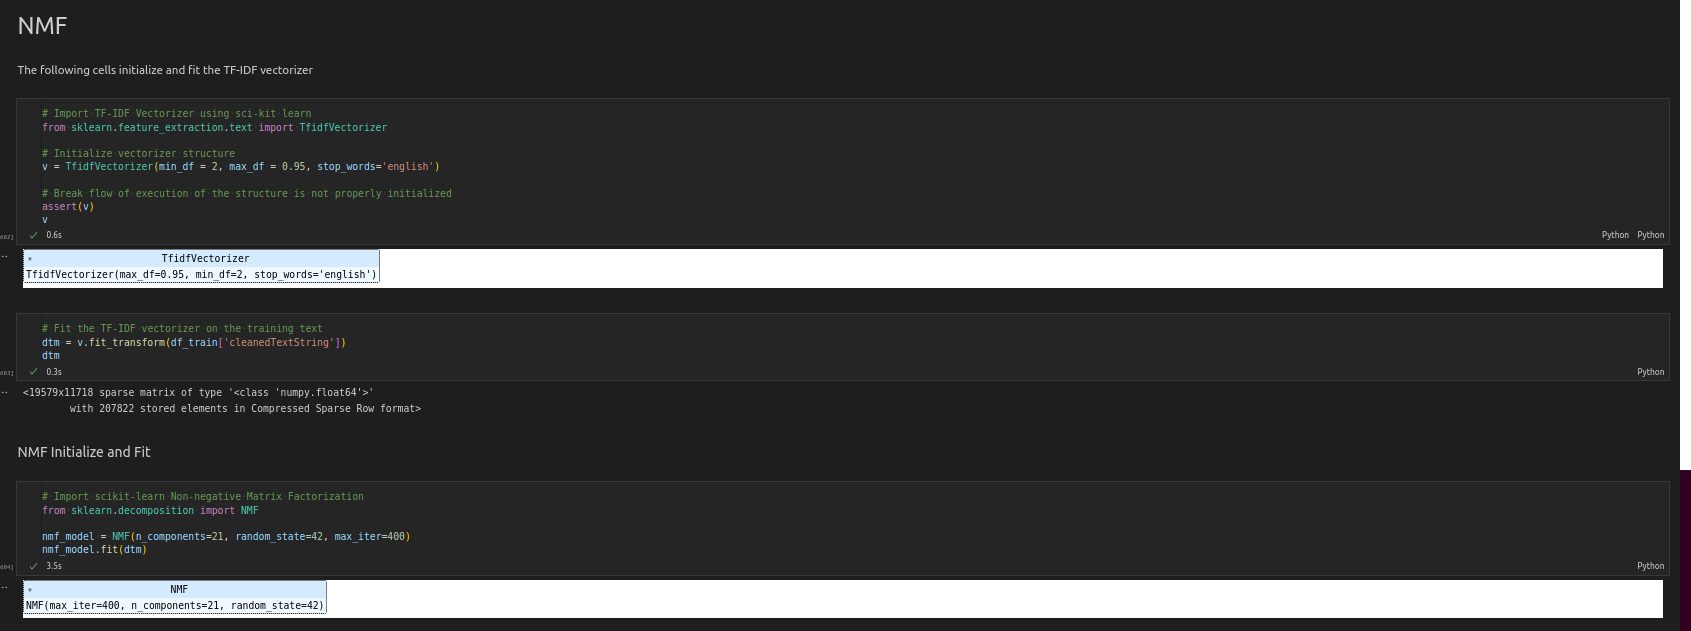 NMF
The following cells initialize and fit the TF-IDF vectorizer
# Import TF-IDF Vectorizer using sci-kit learn
from sklearn.feature_extraction.text import TfidfVectorizer
# Initialize vectorizer structure
v = TfidfVectorizer(min_df = 2, max_df = 0.95, stop_words='english')
# Break flow of execution of the structure is not properly initialized
assert(v)
v
682]
✓ 0.6s
Python Python
TfidfVectorizer
TfidfVectorizer(max_df=0.95, min_df=2, stop_words='english')
# Fit the TF-IDF vectorizer on the training text
dtm = v.fit_transform(df_train['cleanedTextString'])
dtm
683]
✓ 0.3s
Python
<19579x11718 sparse matrix of type '<class 'numpy.float64'>'
with 207822 stored elements in Compressed Sparse Row format>
NMF Initialize and Fit
# Import scikit-learn Non-negative Matrix Factorization
from sklearn.decomposition import NMF
nmf_model = NMF(n_components=21, random_state=42, max_iter=400)
nmf_model.fit(dtm)
684]
✓ 3.5s
Python
NMF
NMF(max_iter=400, n_components=21, random_state=42)